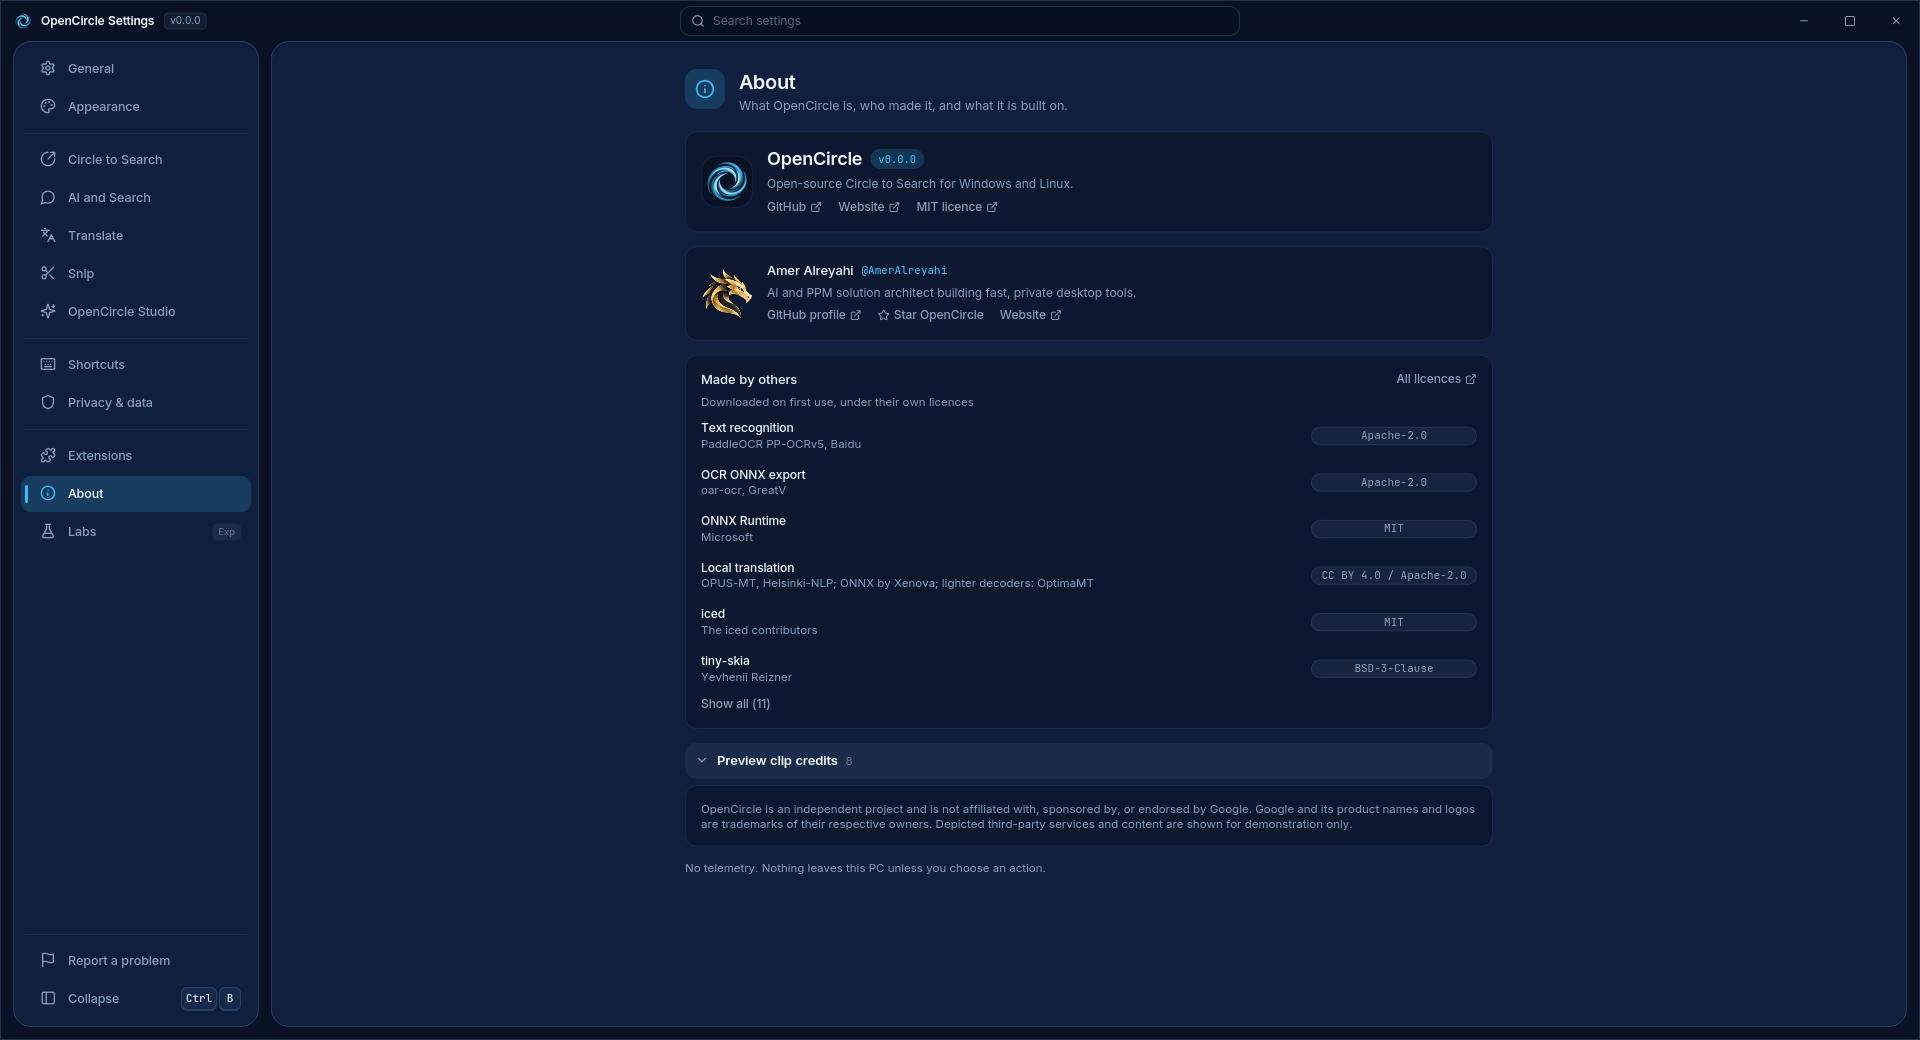 OpenCircle Settings v0.0.0
Search settings
General
Appearance
Circle to Search
AI and Search
Translate
Snip
OpenCircle Studio
Shortcuts
Privacy & data
Extensions
About
Labs Exp
Report a problem
Collapse Ctrl B
About
What OpenCircle is, who made it, and what it is built on.
OpenCircle v0.0.0
Open-source Circle to Search for Windows and Linux.
GitHub Website MIT licence
Amer Alreyahi @AmerAlreyahi
AI and PPM solution architect building fast, private desktop tools.
GitHub profile Star OpenCircle Website
Made by others All licences
Downloaded on first use, under their own licences
Text recognition
PaddleOCR PP-OCRv5, Baidu
Apache-2.0
OCR ONNX export
oar-ocr, GreatV
Apache-2.0
ONNX Runtime
Microsoft
MIT
Local translation
OPUS-MT, Helsinki-NLP; ONNX by Xenova; lighter decoders: OptimaMT
CC BY 4.0 / Apache-2.0
iced
The iced contributors
MIT
tiny-skia
Yevhenii Reizner
BSD-3-Clause
Show all (11)
Preview clip credits 8
OpenCircle is an independent project and is not affiliated with, sponsored by, or endorsed by Google. Google and its product names and logos
are trademarks of their respective owners. Depicted third-party services and content are shown for demonstration only.
No telemetry. Nothing leaves this PC unless you choose an action.